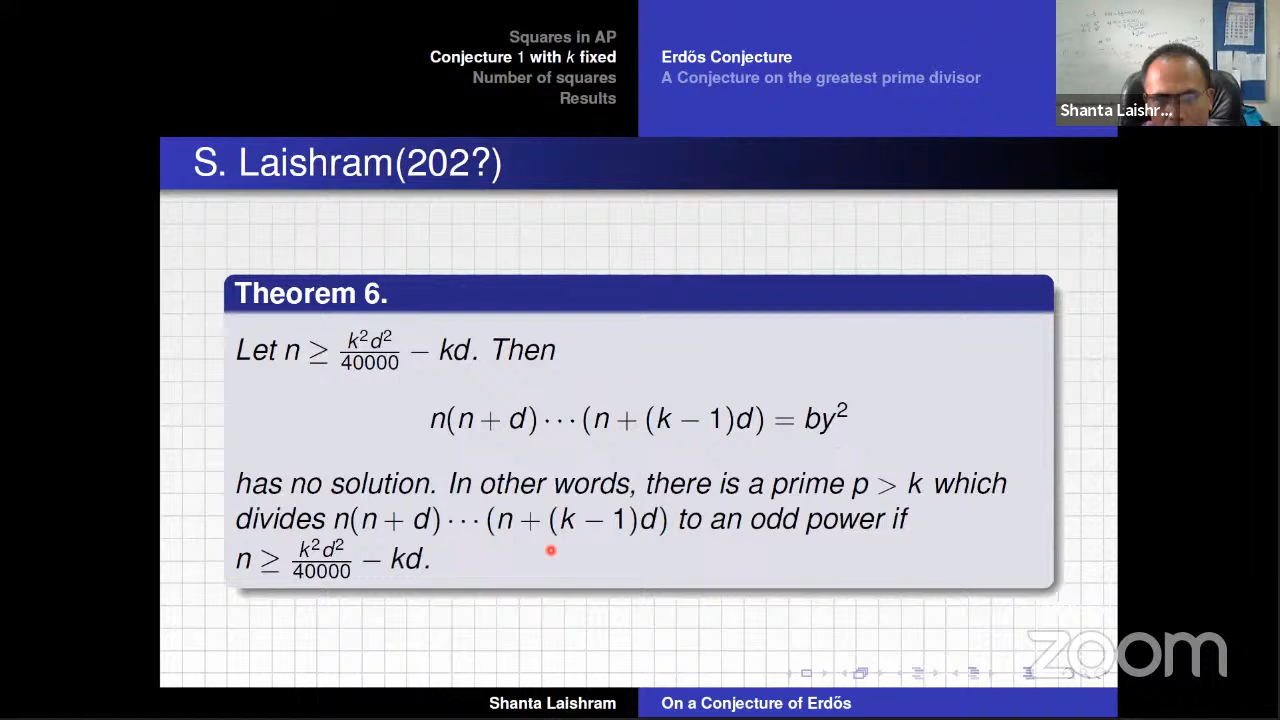 Squares in AP
Conjecture 1 with k fixed
Number of squares
Results
Erdős Conjecture
A Conjecture on the greatest prime divisor
Shanta Laishr...
S. Laishram(202?)
Theorem 6.
Let n ≥ k²d²/40000 − kd. Then
n(n + d) ··· (n + (k − 1)d) = by²
has no solution. In other words, there is a prime p > k which
divides n(n + d) ··· (n + (k − 1)d) to an odd power if
n ≥ k²d²/40000 − kd.
zoom
Shanta Laishram
On a Conjecture of Erdős